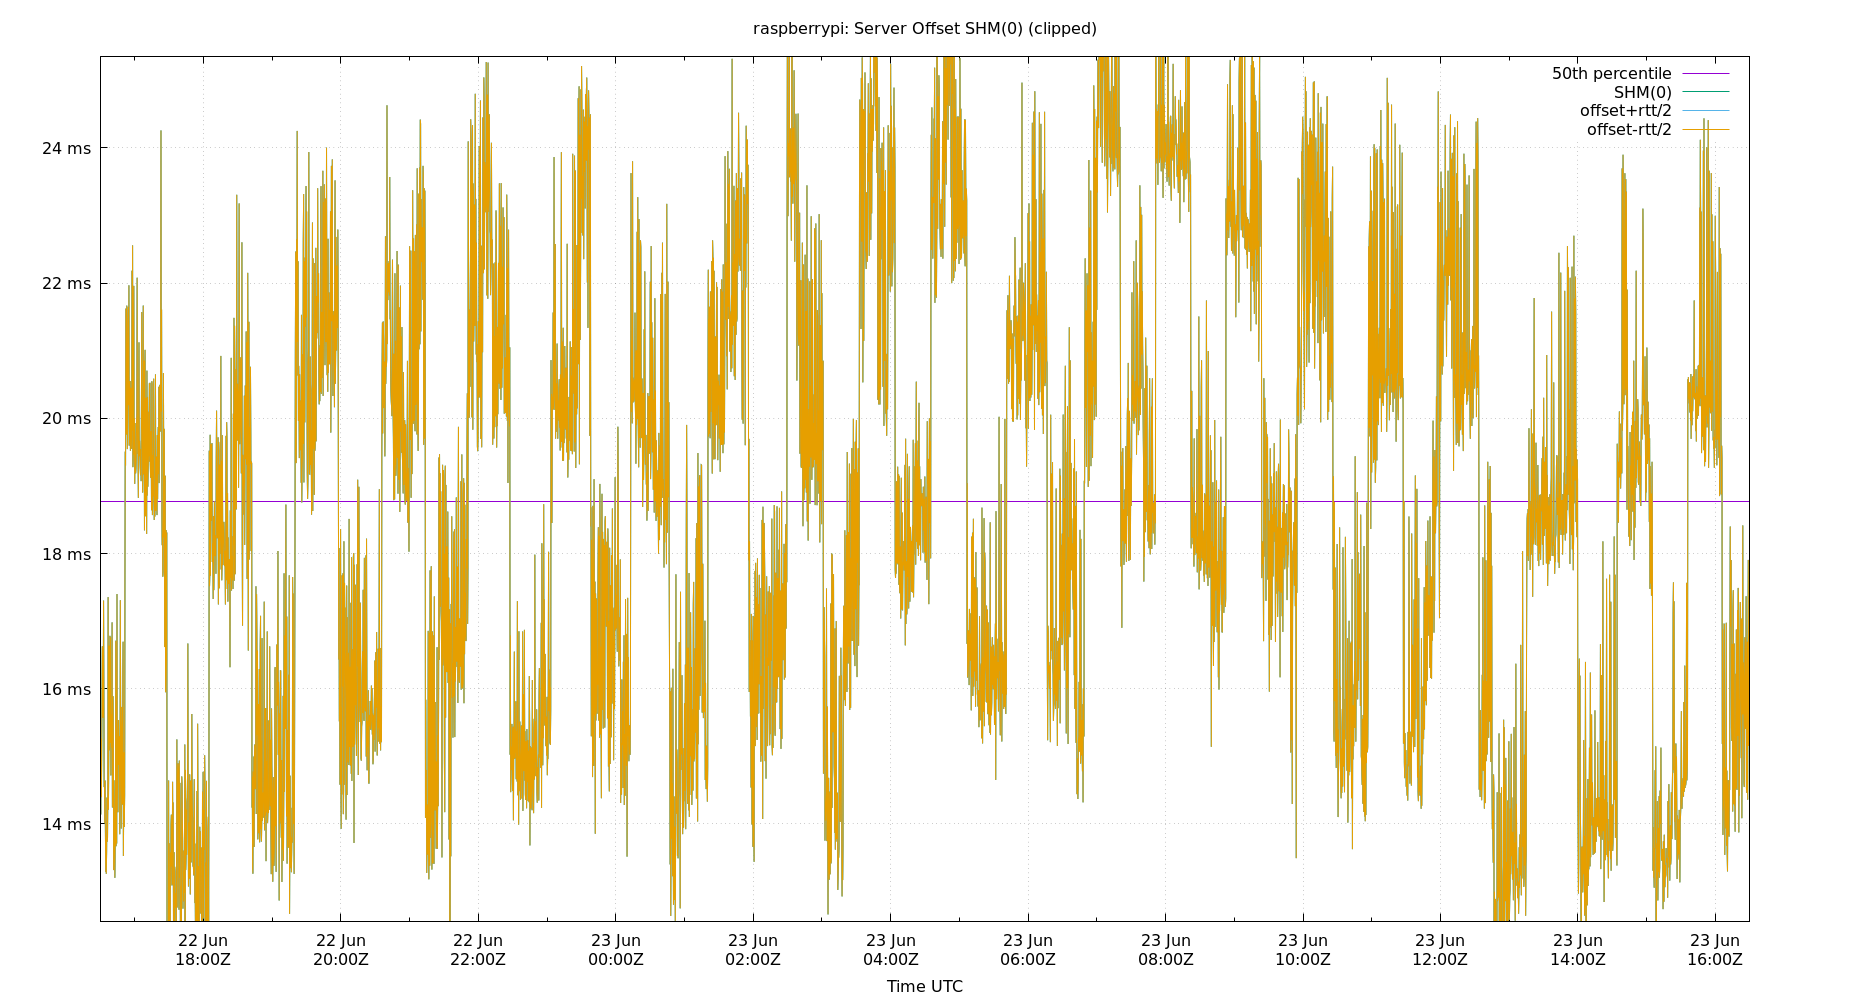 raspberrypi: Server Offset SHM(0) (clipped)
50th percentile
SHM(0)
offset+rtt/2
offset-rtt/2
24 ms
22 ms
20 ms
18 ms
16 ms
14 ms
22 Jun
18:00Z
22 Jun
20:00Z
22 Jun
22:00Z
23 Jun
00:00Z
23 Jun
02:00Z
23 Jun
04:00Z
23 Jun
06:00Z
23 Jun
08:00Z
23 Jun
10:00Z
23 Jun
12:00Z
23 Jun
14:00Z
23 Jun
16:00Z
Time UTC